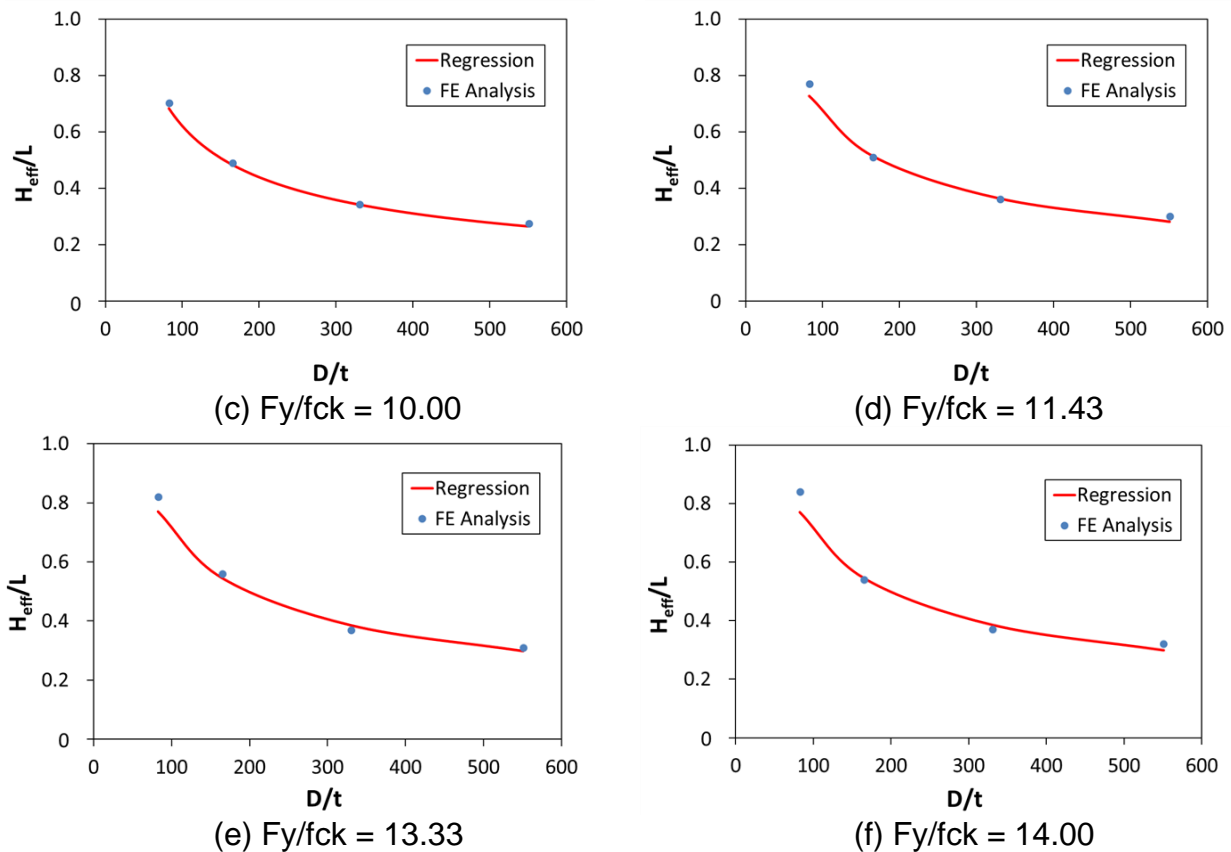 1.0
0.8
0.6
0.4
0.2
0
Heff/L
Regression
FE Analysis
0 100 200 300 400 500 600
D/t
(c) Fy/fck = 10.00
1.0
0.8
0.6
0.4
0.2
0
Heff/L
Regression
FE Analysis
0 100 200 300 400 500 600
D/t
(d) Fy/fck = 11.43
1.0
0.8
0.6
0.4
0.2
0
Heff/L
Regression
FE Analysis
0 100 200 300 400 500 600
D/t
(e) Fy/fck = 13.33
1.0
0.8
0.6
0.4
0.2
0
Heff/L
Regression
FE Analysis
0 100 200 300 400 500 600
D/t
(f) Fy/fck = 14.00